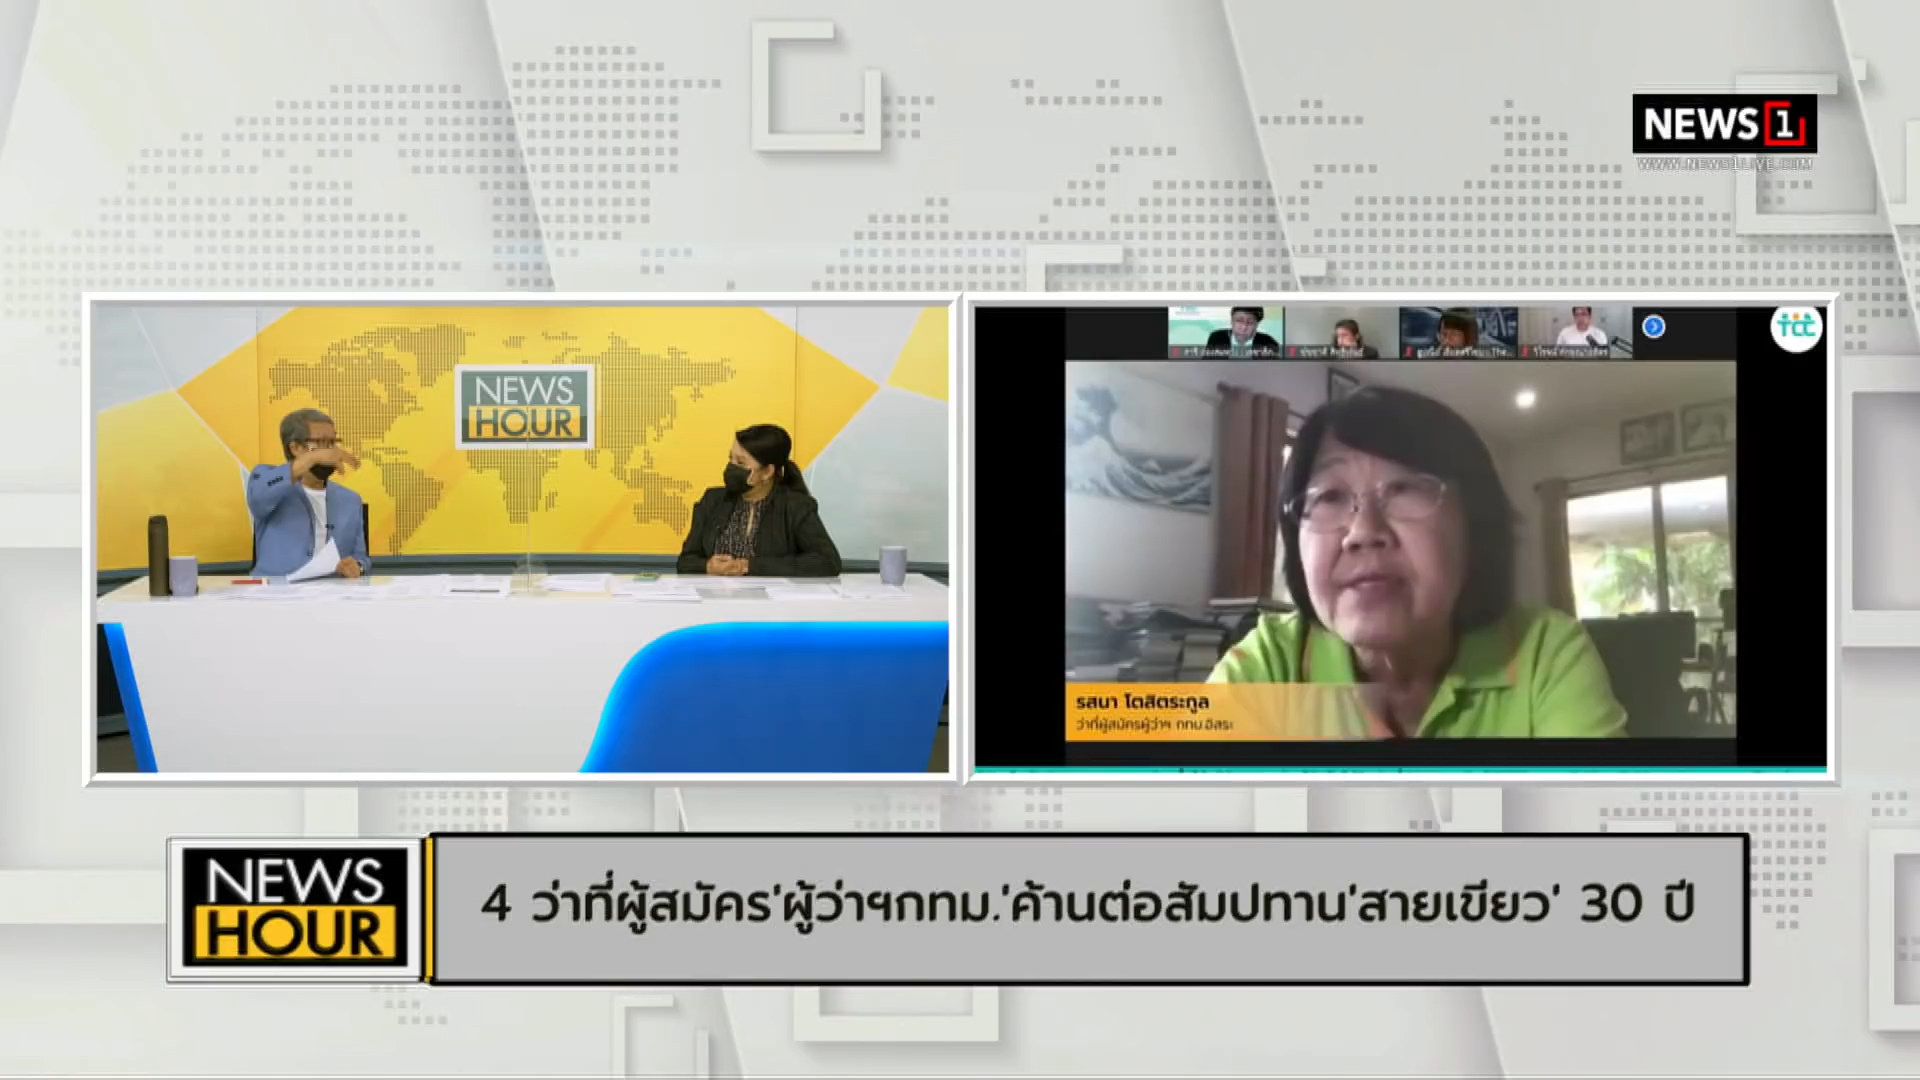 NEWS 1
WWW.NEWS1LIVE.COM
NEWS
HOUR
TCC
รสนา โตสิตระกูล
ว่าที่ผู้สมัครผู้ว่าฯ กทม.อิสระ
NEWS
HOUR
4 ว่าที่ผู้สมัคร'ผู้ว่าฯกทม.'ค้านต่อสัมปทาน'สายเขียว' 30 ปี